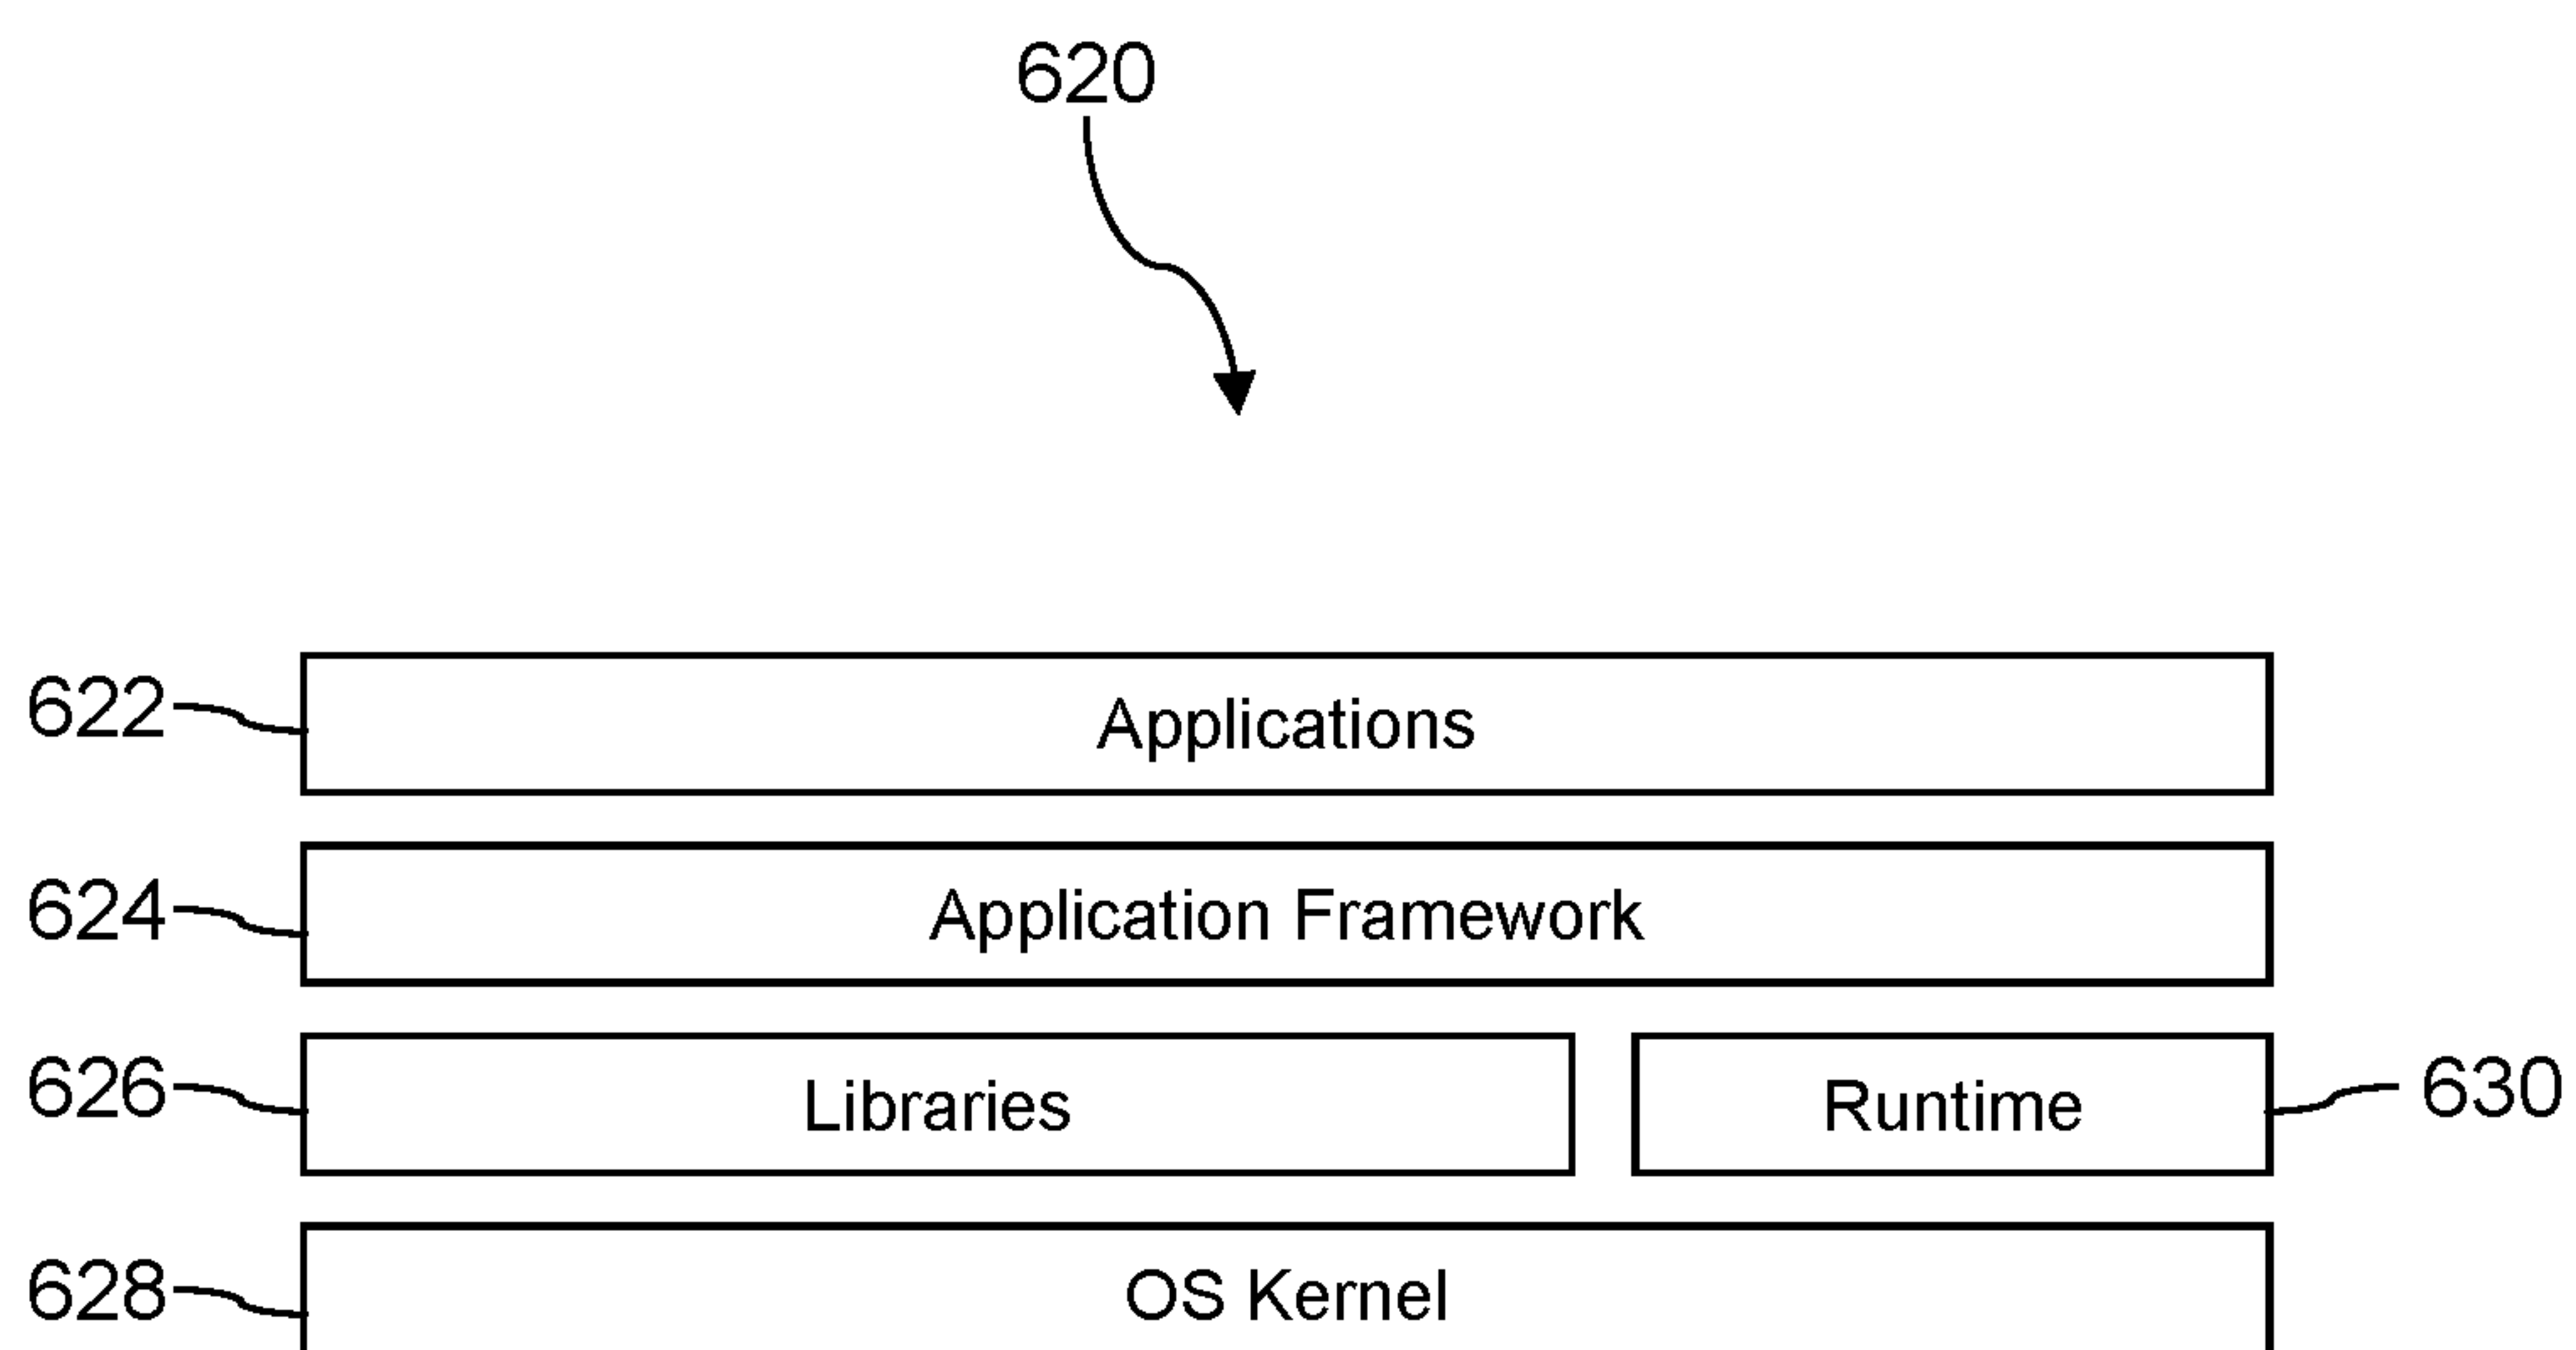 620
622 Applications
624 Application Framework
626 Libraries Runtime 630
628 OS Kernel